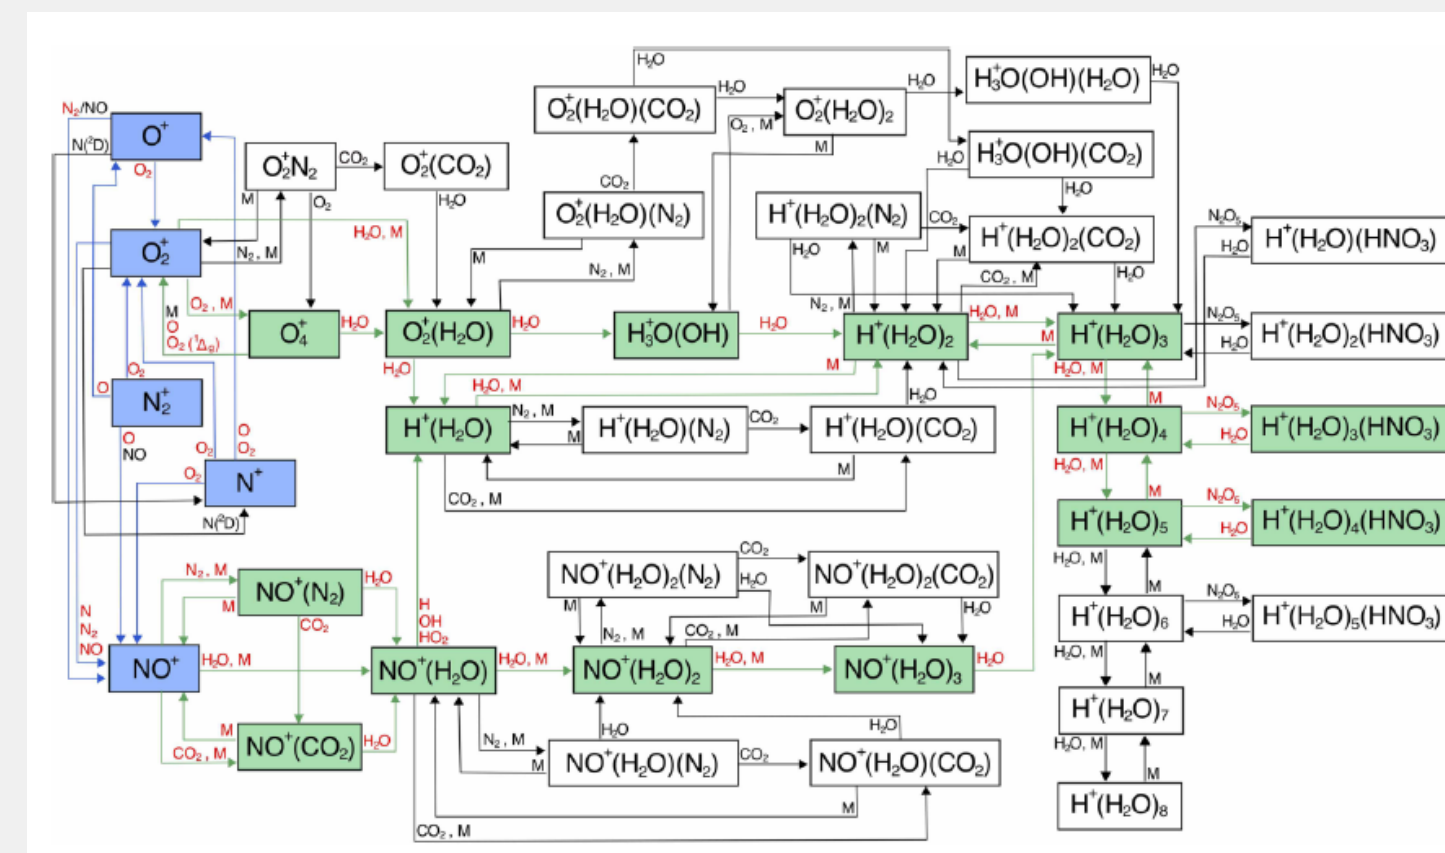 N₂/NO
O⁺
N(²D)
O₂
O₂⁺N₂
CO₂
O₂⁺(CO₂)
M
O₂
H₂O
O₂⁺
H₂O, M
N₂, M
O₂, M
M
O
O₂(¹Δg)
O₄⁺
H₂O
O₂⁺(H₂O)
H₂O
O₂⁺(H₂O)(CO₂)
H₂O
H₂O
O₂⁺(H₂O)₂
H₂O
H₃⁺O(OH)(H₂O)
H₂O
O₂, M
M
CO₂
O₂⁺(H₂O)(N₂)
M
N₂, M
H₂O
H₃⁺O(OH)(CO₂)
H₂O
H⁺(H₂O)₂(N₂)
CO₂
H⁺(H₂O)₂(CO₂)
H₂O
M
M
CO₂, M
H₂O
N₂, M
H₃⁺O(OH)
H₂O
H⁺(H₂O)₂
H₂O, M
M
H⁺(H₂O)₃
N₂O₅
H₂O
H⁺(H₂O)(HNO₃)
N₂O₅
H₂O
H⁺(H₂O)₂(HNO₃)
O
O₂
N₂⁺
O
NO
O₂
O
O₂
O₂
N⁺
N(²D)
H₂O
H₂O, M
M
H⁺(H₂O)
N₂, M
M
H⁺(H₂O)(N₂)
CO₂
H⁺(H₂O)(CO₂)
H₂O
M
CO₂, M
H₂O, M
M
H⁺(H₂O)₄
N₂O₅
H₂O
H⁺(H₂O)₃(HNO₃)
H₂O, M
M
H⁺(H₂O)₅
N₂O₅
H₂O
H⁺(H₂O)₄(HNO₃)
H₂O, M
M
H⁺(H₂O)₆
N₂O₅
H₂O
H⁺(H₂O)₅(HNO₃)
H₂O, M
M
H⁺(H₂O)₇
H₂O, M
M
H⁺(H₂O)₈
N
N₂
NO
NO⁺
N₂, M
M
NO⁺(N₂)
H₂O
CO₂
H₂O, M
M
CO₂, M
NO⁺(CO₂)
H₂O
H
OH
HO₂
NO⁺(H₂O)
H₂O, M
NO⁺(H₂O)₂(N₂)
CO₂
H₂O
NO⁺(H₂O)₂(CO₂)
H₂O
M
N₂, M
M
CO₂, M
NO⁺(H₂O)₂
H₂O, M
NO⁺(H₂O)₃
H₂O
N₂, M
M
H₂O
NO⁺(H₂O)(N₂)
CO₂
H₂O
NO⁺(H₂O)(CO₂)
M
CO₂, M